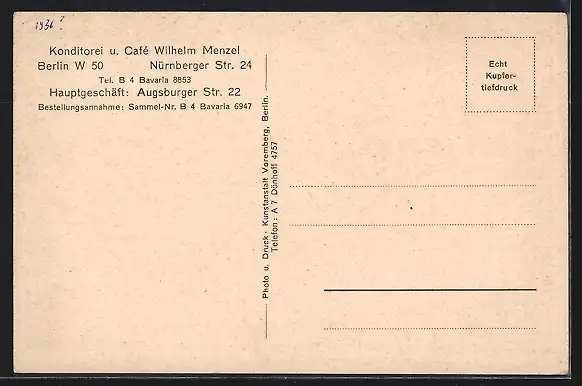 1936?
Konditorei u. Café Wilhelm Menzel
Berlin W 50 Nürnberger Str. 24
Tel. B 4 Bavaria 8853
Hauptgeschäft: Augsburger Str. 22
Bestellungsannahme: Sammel-Nr. B 4 Bavaria 6947
Photo u. Druck: Kunstanstalt Voremberg, Berlin.
Telefon: A 7 Dönhoff 4757
Echt
Kupfer-
tiefdruck